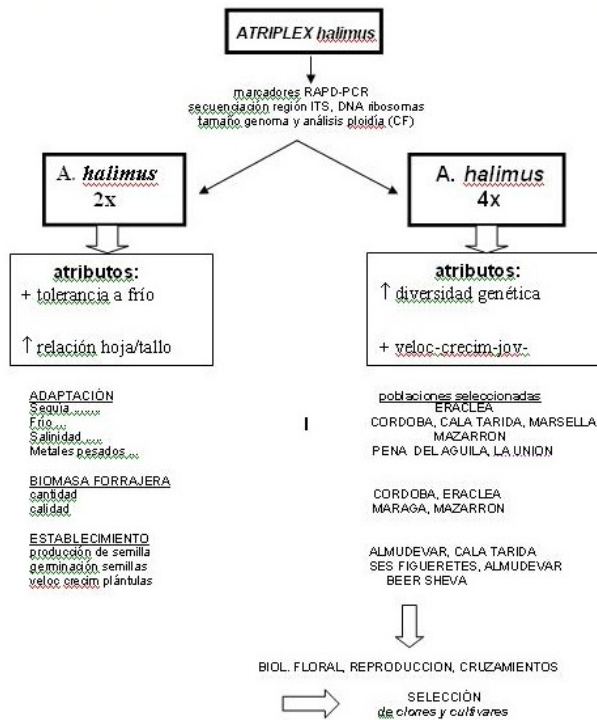 ATRIPLEX halimus
marcadores RAPD-PCR
secuenciación región ITS, DNA ribosomas
tamaño genoma y análisis ploidía (CF)
A. halimus
2x
A. halimus
4x
atributos:
+ tolerancia a frío
↑ relación hoja/tallo
atributos:
↑ diversidad genética
+ veloc-crecim-jov-
ADAPTACIÓN
Sequía ......
Frío ...
Salinidad ....
Metales pesados ...
poblaciones seleccionadas
ERACLEA
CORDOBA, CALA TARIDA, MARSELLA
MAZARRON
PENA DEL AGUILA, LA UNION
I
BIOMASA FORRAJERA
cantidad
calidad
CORDOBA, ERACLEA
MARAGA, MAZARRON
ESTABLECIMIENTO
producción de semilla
germinación semillas
veloc crecim plántulas
ALMUDEVAR, CALA TARIDA
SES FIGUERETES, ALMUDEVAR
BEER SHEVA
BIOL. FLORAL, REPRODUCCION, CRUZAMIENTOS
SELECCIÓN
de clones y cultivares